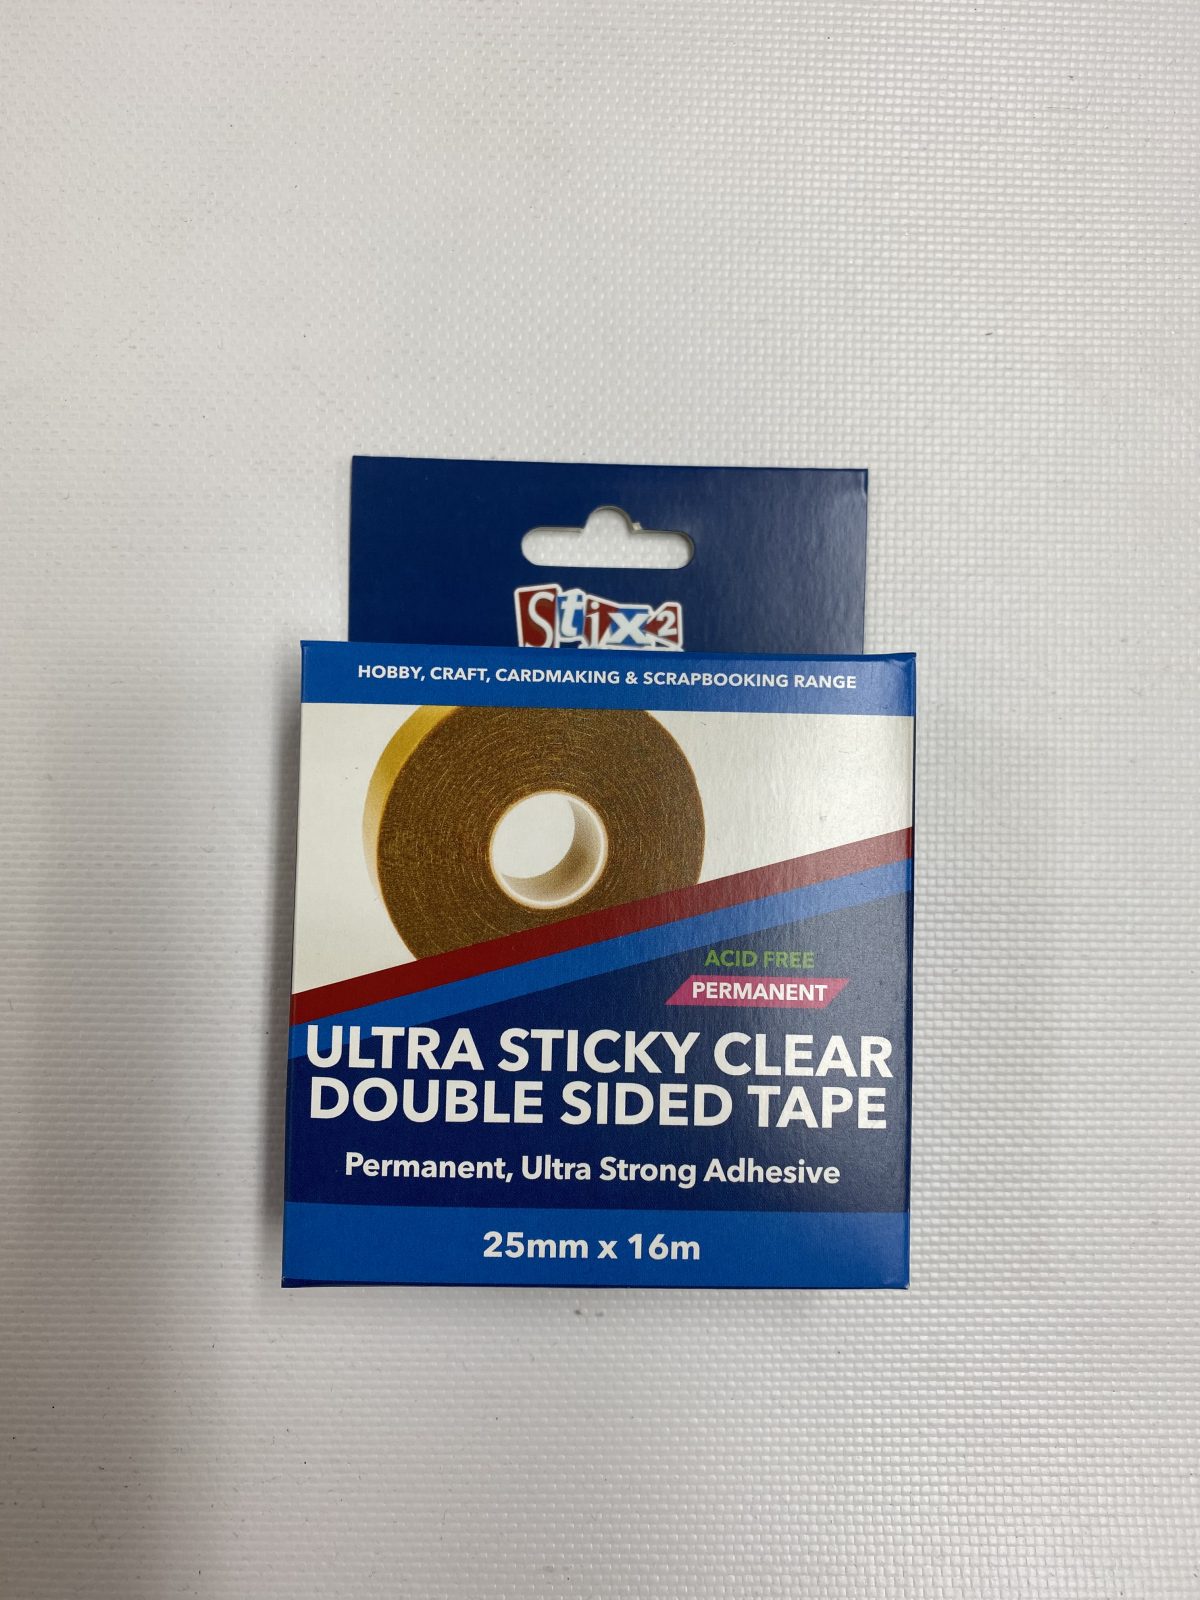 Stix2
HOBBY, CRAFT, CARDMAKING & SCRAPBOOKING RANGE
ACID FREE
PERMANENT
ULTRA STICKY CLEAR
DOUBLE SIDED TAPE
Permanent, Ultra Strong Adhesive
25mm x 16m